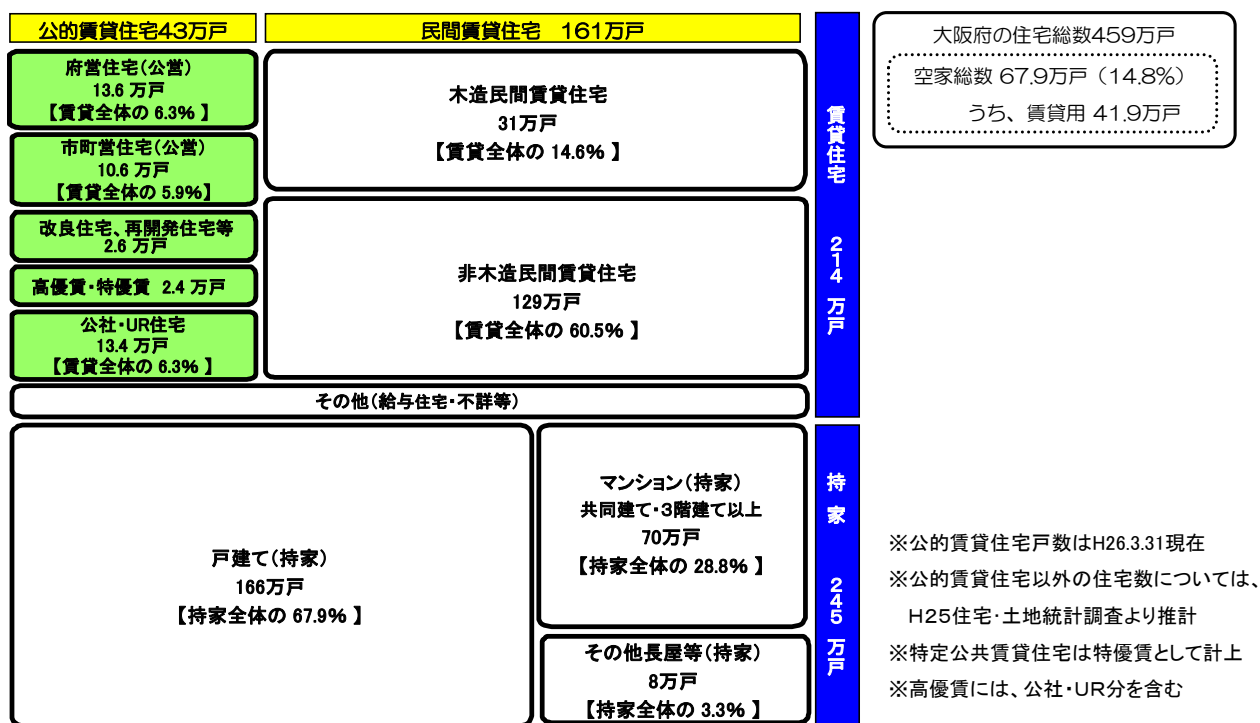 公的賃貸住宅43万戸
民間賃貸住宅 161万戸
府営住宅(公営)
13.6 万戸
【賃貸全体の 6.3% 】
市町営住宅(公営)
10.6 万戸
【賃貸全体の 5.9%】
改良住宅、再開発住宅等
2.6 万戸
高優賃・特優賃 2.4 万戸
公社・UR住宅
13.4 万戸
【賃貸全体の 6.3% 】
木造民間賃貸住宅
31万戸
【賃貸全体の 14.6% 】
非木造民間賃貸住宅
129万戸
【賃貸全体の 60.5% 】
その他(給与住宅・不詳等)
賃貸住宅 214万戸
戸建て(持家)
166万戸
【持家全体の 67.9% 】
マンション(持家)
共同建て・3階建て以上
70万戸
【持家全体の 28.8% 】
その他長屋等(持家)
8万戸
【持家全体の 3.3% 】
持家 245万戸
大阪府の住宅総数459万戸
空家総数 67.9万戸(14.8%)
うち、賃貸用 41.9万戸
※公的賃貸住宅戸数はH26.3.31現在
※公的賃貸住宅以外の住宅数については、
H25住宅・土地統計調査より推計
※特定公共賃貸住宅は特優賃として計上
※高優賃には、公社・UR分を含む